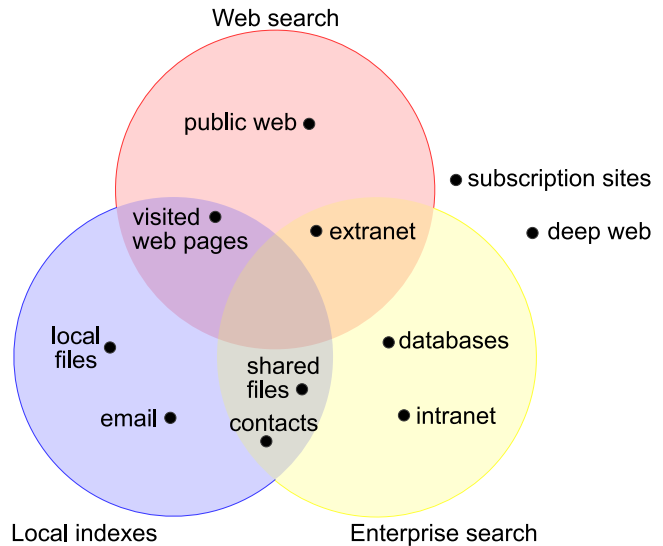 Web search
public web
subscription sites
visited
web pages
extranet
deep web
local
files
databases
shared
files
email
contacts
intranet
Local indexes
Enterprise search